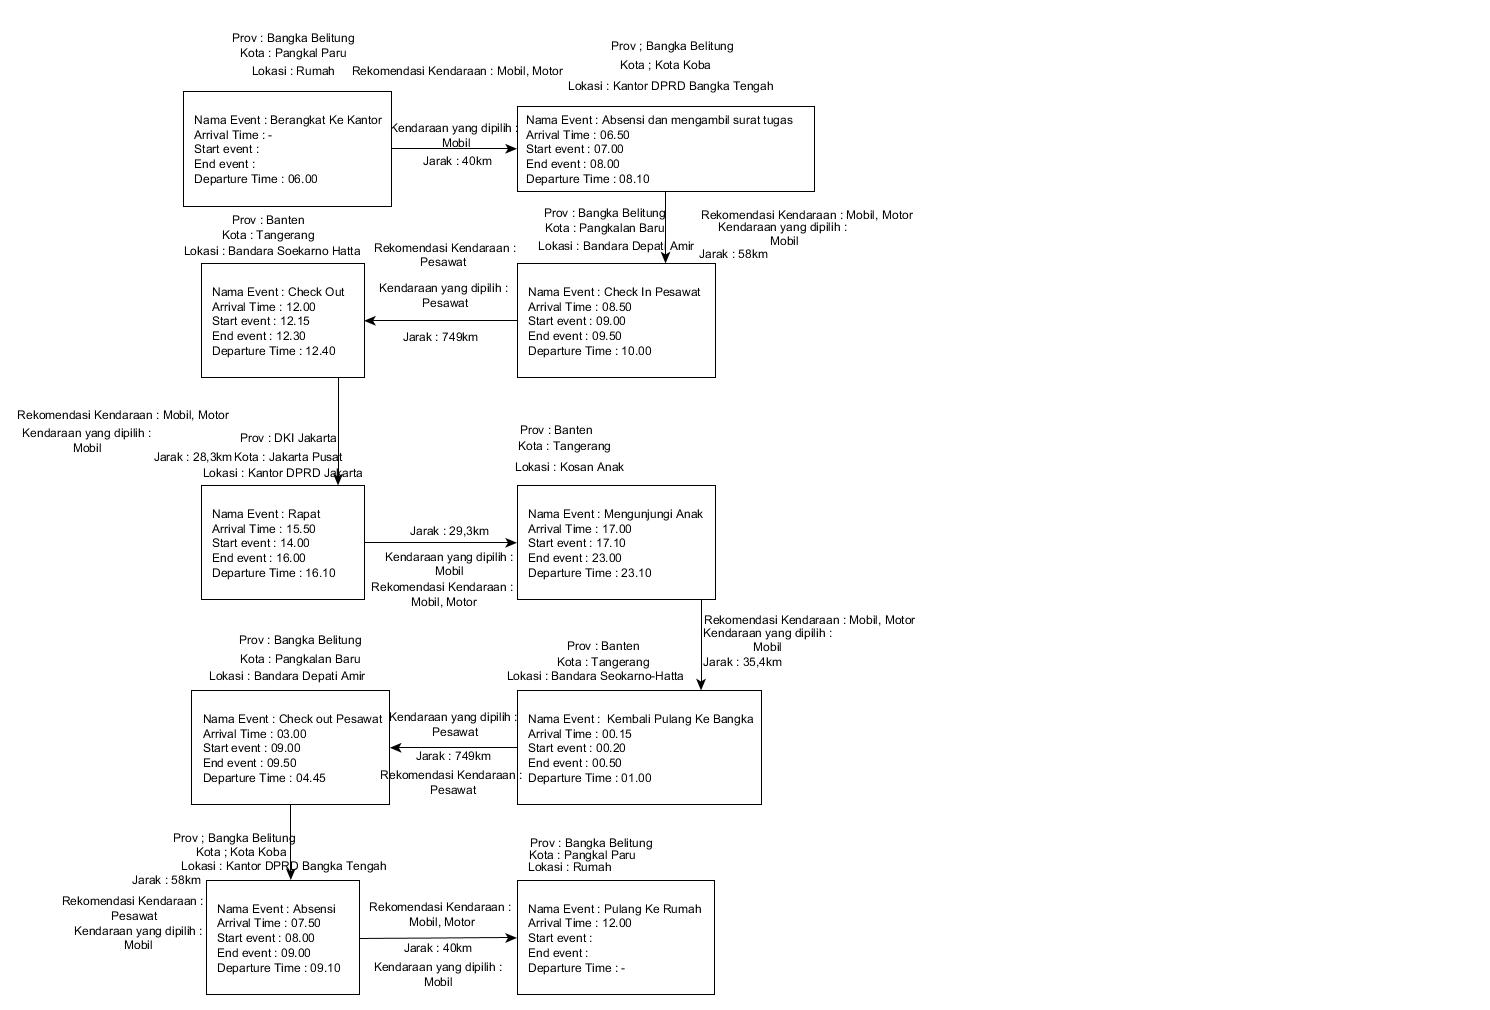 Prov : Bangka Belitung
Kota : Pangkal Paru
Lokasi : Rumah
Rekomendasi Kendaraan : Mobil, Motor
Prov ; Bangka Belitung
Kota ; Kota Koba
Lokasi : Kantor DPRD Bangka Tengah
Nama Event : Berangkat Ke Kantor
Arrival Time : -
Start event :
End event :
Departure Time : 06.00
Kendaraan yang dipilih :
Mobil
Jarak : 40km
Nama Event : Absensi dan mengambil surat tugas
Arrival Time : 06.50
Start event : 07.00
End event : 08.00
Departure Time : 08.10
Prov : Bangka Belitung
Kota : Pangkalan Baru
Lokasi : Bandara Depati Amir
Rekomendasi Kendaraan : Mobil, Motor
Kendaraan yang dipilih :
Mobil
Jarak : 58km
Nama Event : Check In Pesawat
Arrival Time : 08.50
Start event : 09.00
End event : 09.50
Departure Time : 10.00
Rekomendasi Kendaraan :
Pesawat
Kendaraan yang dipilih :
Pesawat
Jarak : 749km
Prov : Banten
Kota : Tangerang
Lokasi : Bandara Soekarno Hatta
Nama Event : Check Out
Arrival Time : 12.00
Start event : 12.15
End event : 12.30
Departure Time : 12.40
Rekomendasi Kendaraan : Mobil, Motor
Kendaraan yang dipilih :
Mobil
Jarak : 28,3km
Prov : DKI Jakarta
Kota : Jakarta Pusat
Lokasi : Kantor DPRD Jakarta
Nama Event : Rapat
Arrival Time : 15.50
Start event : 14.00
End event : 16.00
Departure Time : 16.10
Jarak : 29,3km
Kendaraan yang dipilih :
Mobil
Rekomendasi Kendaraan :
Mobil, Motor
Prov : Banten
Kota : Tangerang
Lokasi : Kosan Anak
Nama Event : Mengunjungi Anak
Arrival Time : 17.00
Start event : 17.10
End event : 23.00
Departure Time : 23.10
Rekomendasi Kendaraan : Mobil, Motor
Kendaraan yang dipilih :
Mobil
Jarak : 35,4km
Prov : Banten
Kota : Tangerang
Lokasi : Bandara Seokarno-Hatta
Nama Event : Kembali Pulang Ke Bangka
Arrival Time : 00.15
Start event : 00.20
End event : 00.50
Departure Time : 01.00
Kendaraan yang dipilih :
Pesawat
Jarak : 749km
Rekomendasi Kendaraan :
Pesawat
Prov : Bangka Belitung
Kota : Pangkalan Baru
Lokasi : Bandara Depati Amir
Nama Event : Check out Pesawat
Arrival Time : 03.00
Start event : 09.00
End event : 09.50
Departure Time : 04.45
Prov ; Bangka Belitung
Kota ; Kota Koba
Lokasi : Kantor DPRD Bangka Tengah
Jarak : 58km
Rekomendasi Kendaraan :
Pesawat
Kendaraan yang dipilih :
Mobil
Nama Event : Absensi
Arrival Time : 07.50
Start event : 08.00
End event : 09.00
Departure Time : 09.10
Rekomendasi Kendaraan :
Mobil, Motor
Jarak : 40km
Kendaraan yang dipilih :
Mobil
Prov : Bangka Belitung
Kota : Pangkal Paru
Lokasi : Rumah
Nama Event : Pulang Ke Rumah
Arrival Time : 12.00
Start event :
End event :
Departure Time : -